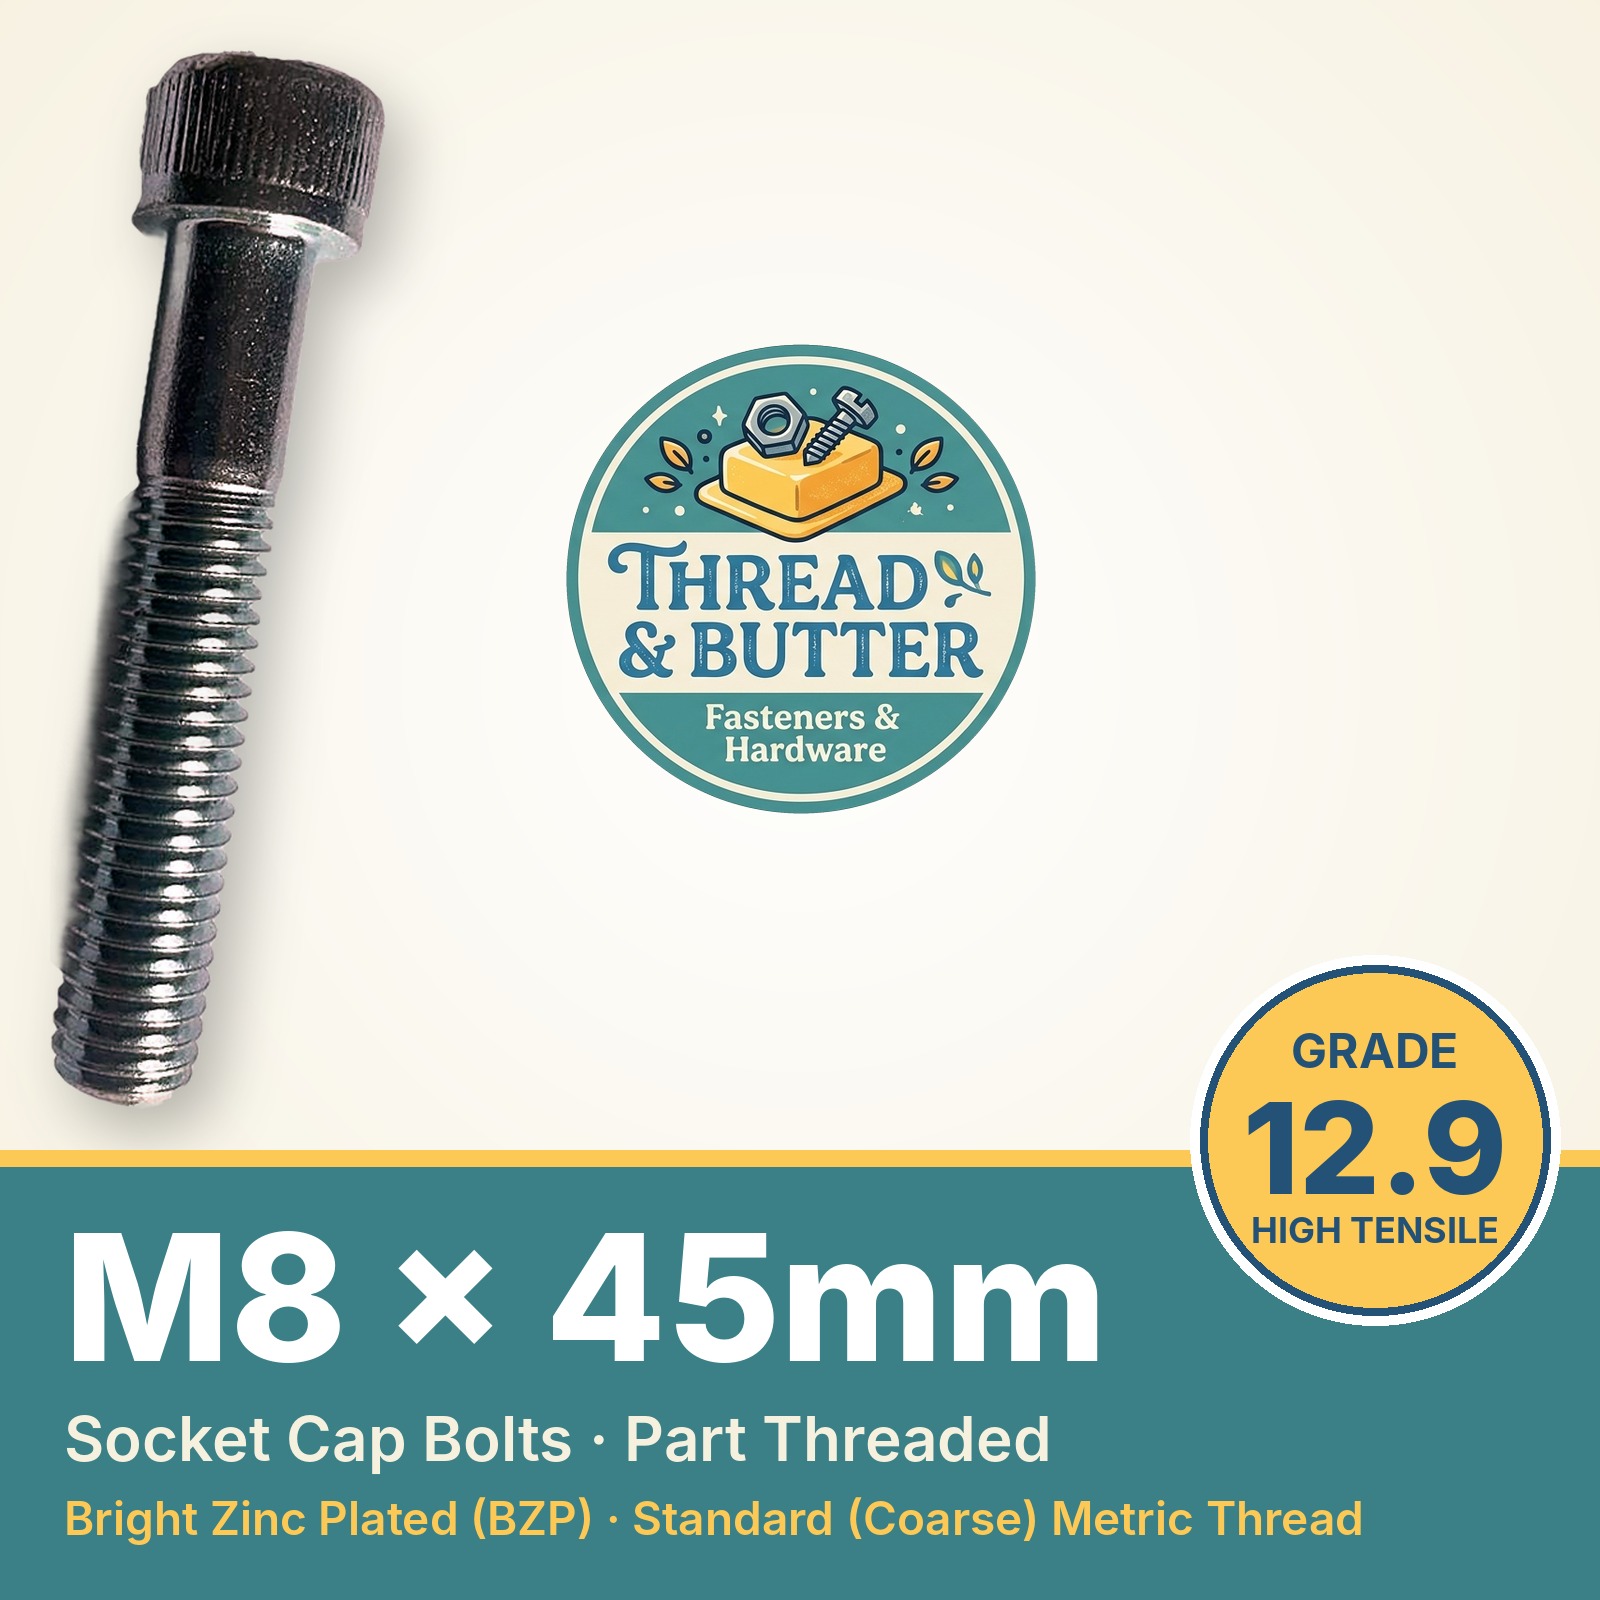 THREAD
& BUTTER
Fasteners &
Hardware
GRADE
12.9
HIGH TENSILE
M8 × 45mm
Socket Cap Bolts · Part Threaded
Bright Zinc Plated (BZP) · Standard (Coarse) Metric Thread